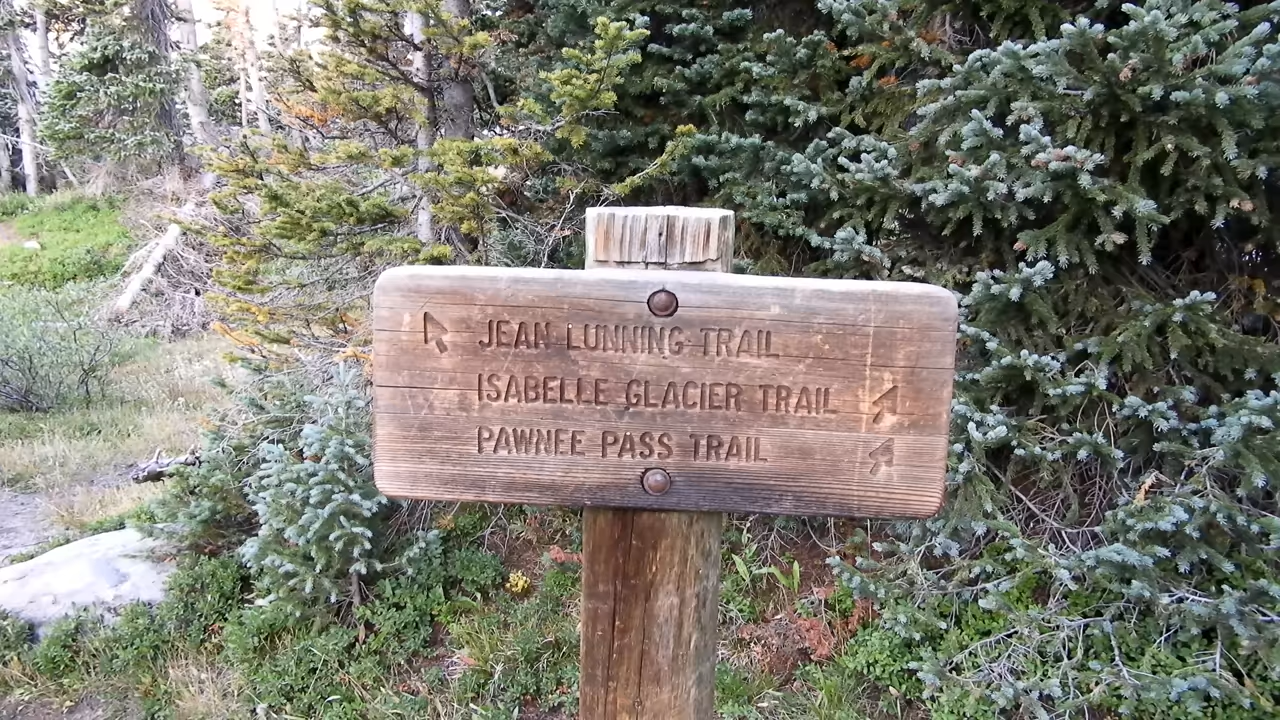 JEAN LUNNING TRAIL
ISABELLE GLACIER TRAIL
PAWNEE PASS TRAIL